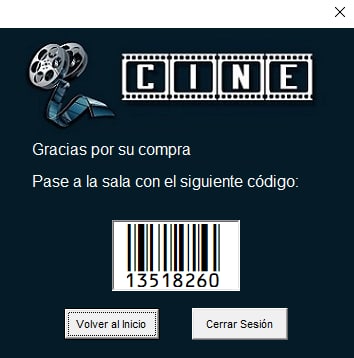 CINE
Gracias por su compra
Pase a la sala con el siguiente código:
13518260
Volver al Inicio
Cerrar Sesión